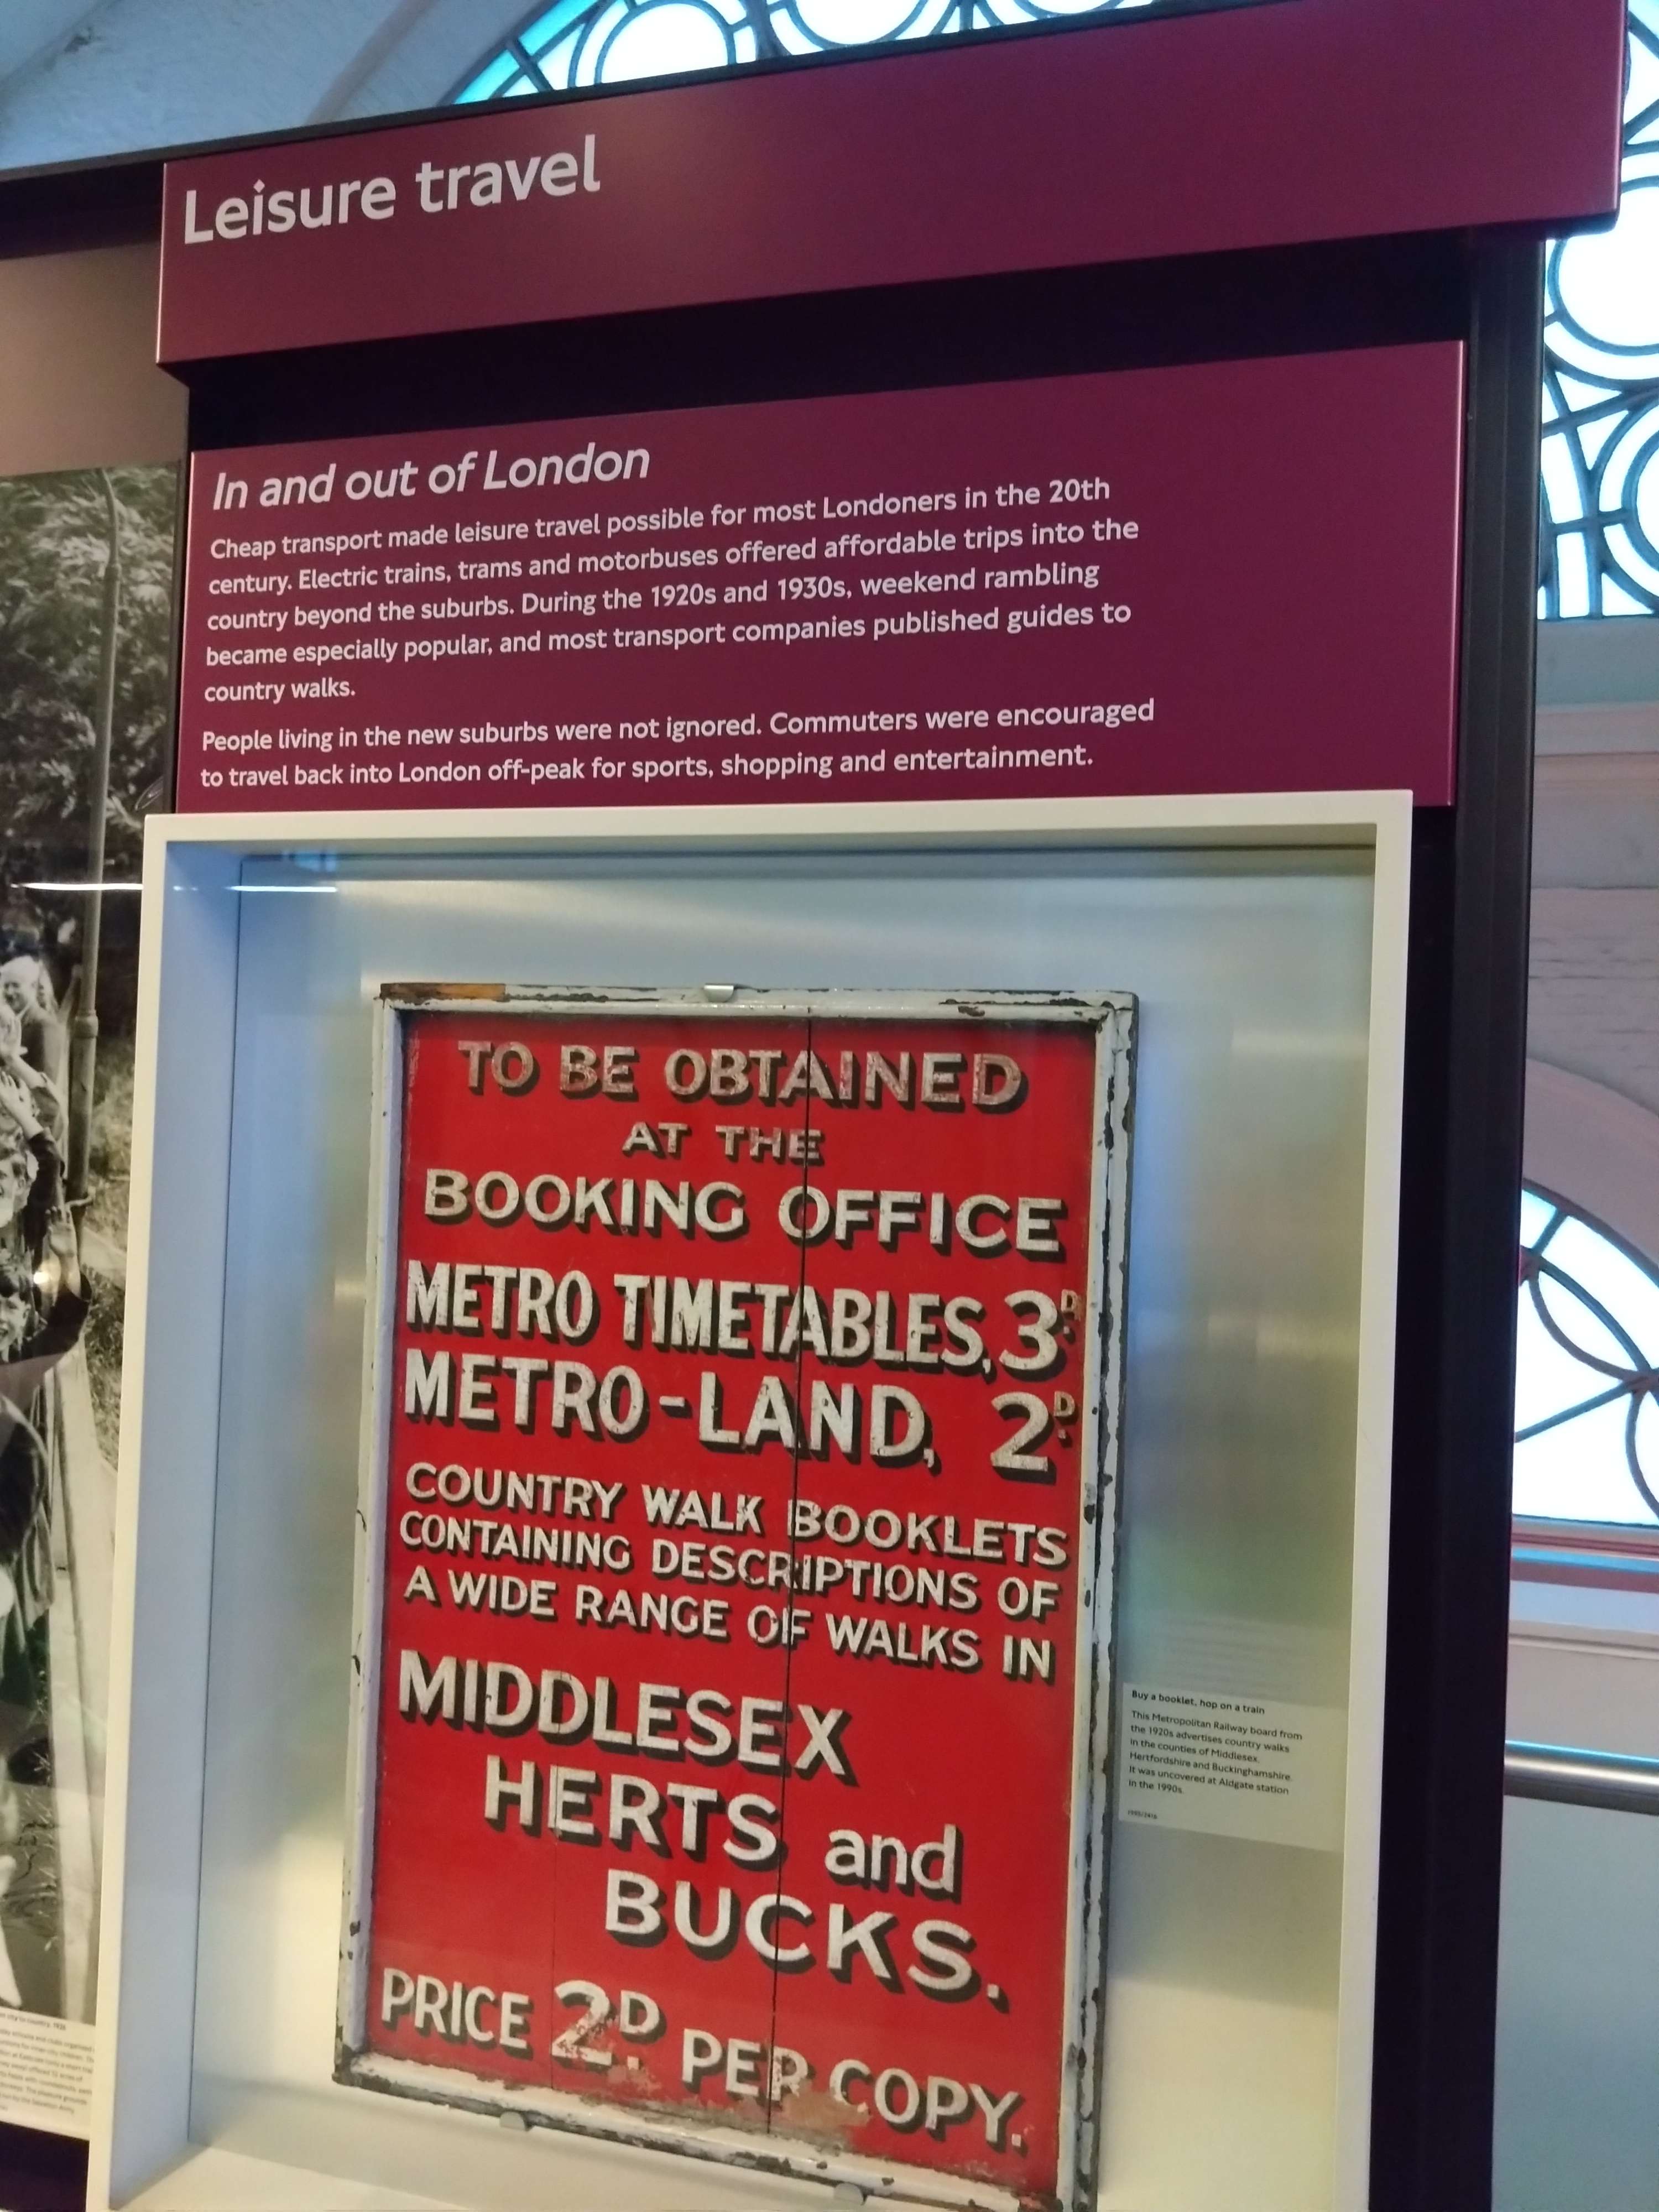 Leisure travel
In and out of London
Cheap transport made leisure travel possible for most Londoners in the 20th
century. Electric trains, trams and motorbuses offered affordable trips into the
country beyond the suburbs. During the 1920s and 1930s, weekend rambling
became especially popular, and most transport companies published guides to
country walks.
People living in the new suburbs were not ignored. Commuters were encouraged
to travel back into London off-peak for sports, shopping and entertainment.
TO BE OBTAINED
AT THE
BOOKING OFFICE
METRO TIMETABLES, 3D.
METRO-LAND, 2D.
COUNTRY WALK BOOKLETS
CONTAINING DESCRIPTIONS OF
A WIDE RANGE OF WALKS IN
MIDDLESEX
HERTS and
BUCKS.
PRICE 2D. PER COPY.
Buy a booklet, hop on a train
This Metropolitan Railway board from
the 1920s advertises country walks
in the counties of Middlesex,
Hertfordshire and Buckinghamshire.
It was uncovered at Aldgate station
in the 1990s.